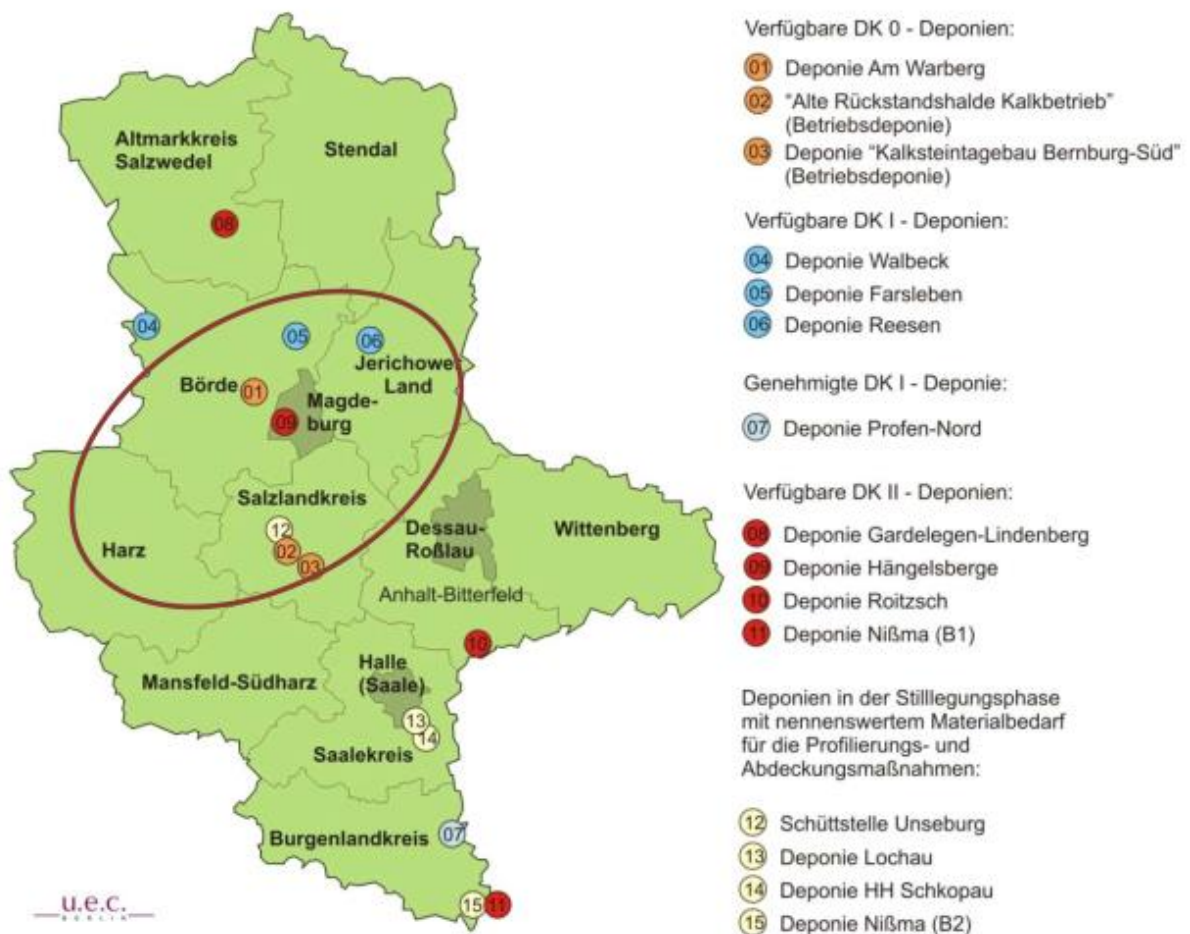 Altmarkkreis
Salzwedel
Stendal
08
04
05
06
Jerichower
Land
Börde
01
Magde-
burg
09
Salzlandkreis
12
02
03
Harz
Dessau-
Roßlau
Wittenberg
Anhalt-Bitterfeld
10
Halle
(Saale)
Mansfeld-Südharz
13
14
Saalekreis
Burgenlandkreis
07
15
11
u.e.c.
BERLIN
Verfügbare DK 0 - Deponien:
01 Deponie Am Warberg
02 "Alte Rückstandshalde Kalkbetrieb"
(Betriebsdeponie)
03 Deponie "Kalksteintagebau Bernburg-Süd"
(Betriebsdeponie)
Verfügbare DK I - Deponien:
04 Deponie Walbeck
05 Deponie Farsleben
06 Deponie Reesen
Genehmigte DK I - Deponie:
07 Deponie Profen-Nord
Verfügbare DK II - Deponien:
08 Deponie Gardelegen-Lindenberg
09 Deponie Hängelsberge
10 Deponie Roitzsch
11 Deponie Nißma (B1)
Deponien in der Stilllegungsphase
mit nennenswertem Materialbedarf
für die Profilierungs- und
Abdeckungsmaßnahmen:
12 Schüttstelle Unseburg
13 Deponie Lochau
14 Deponie HH Schkopau
15 Deponie Nißma (B2)